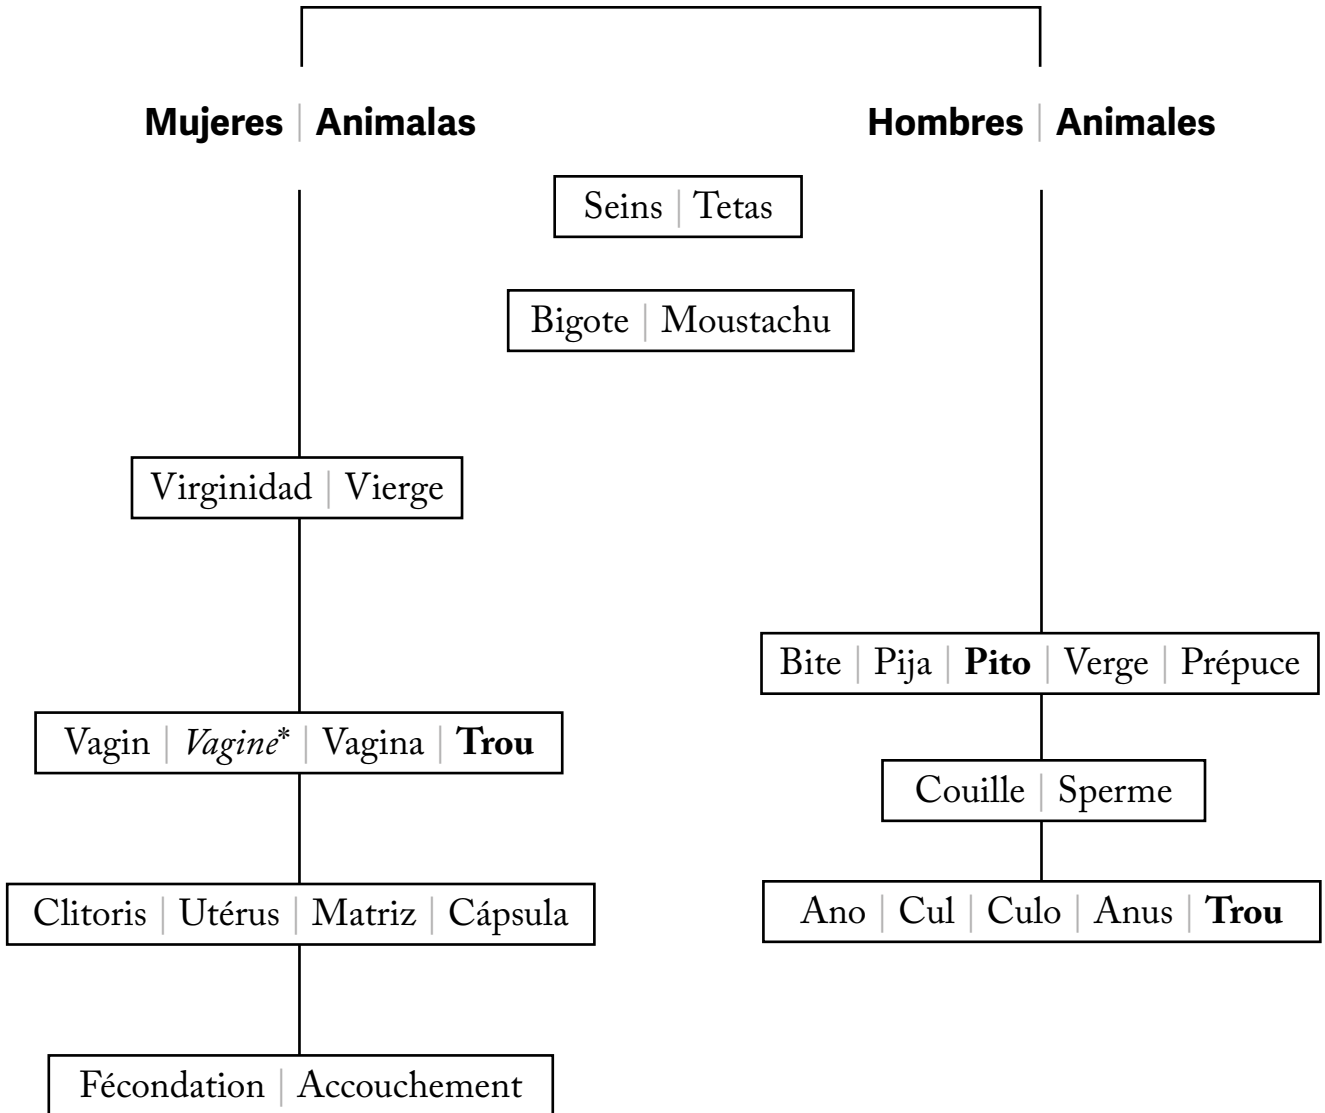 Mujeres | Animalas
Hombres | Animales
Seins | Tetas
Bigote | Moustachu
Virginidad | Vierge
Bite | Pija | Pito | Verge | Prépuce
Vagin | Vagine* | Vagina | Trou
Couille | Sperme
Clitoris | Utérus | Matriz | Cápsula
Ano | Cul | Culo | Anus | Trou
Fécondation | Accouchement